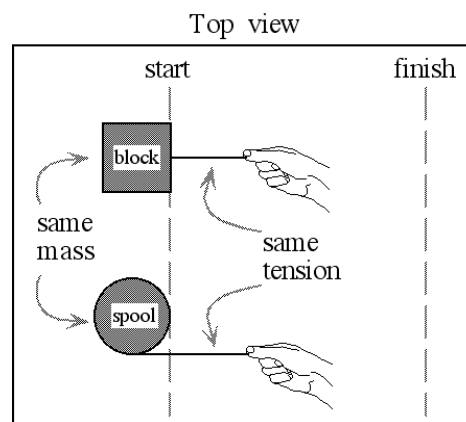 Top view
start
finish
block
same
mass
same
tension
spool